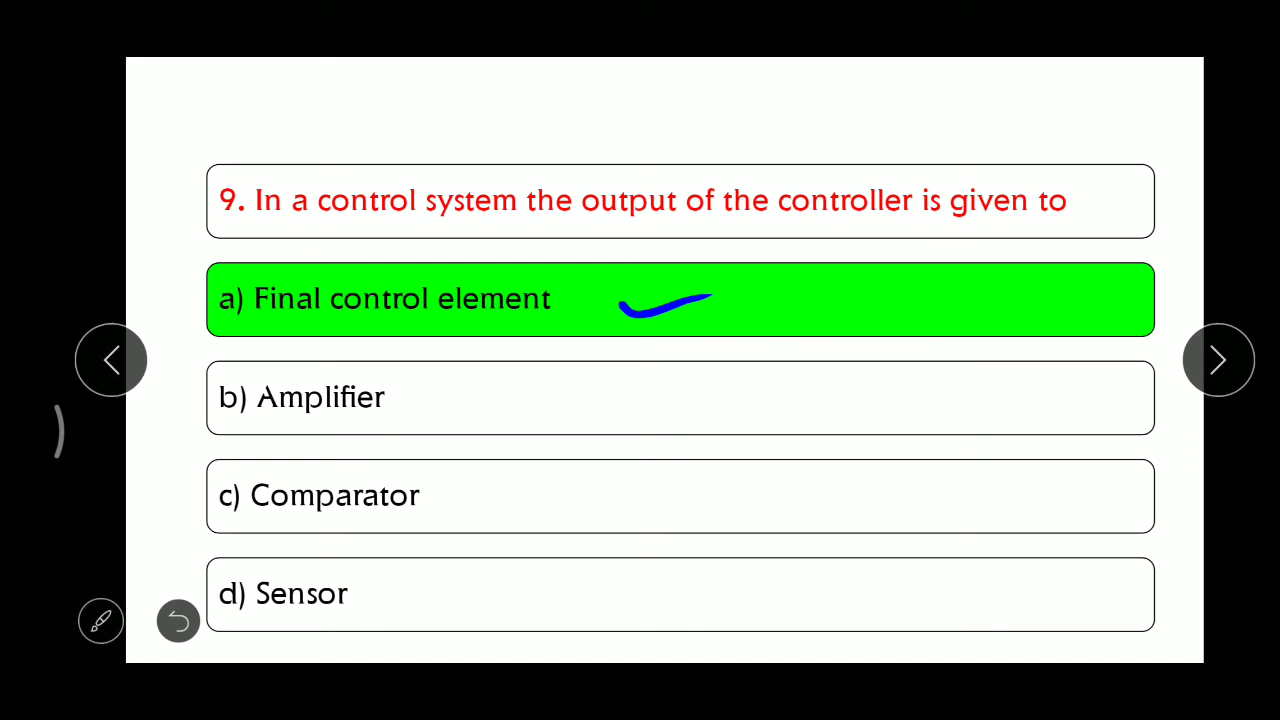 9. In a control system the output of the controller is given to
a) Final control element
b) Amplifier
c) Comparator
d) Sensor